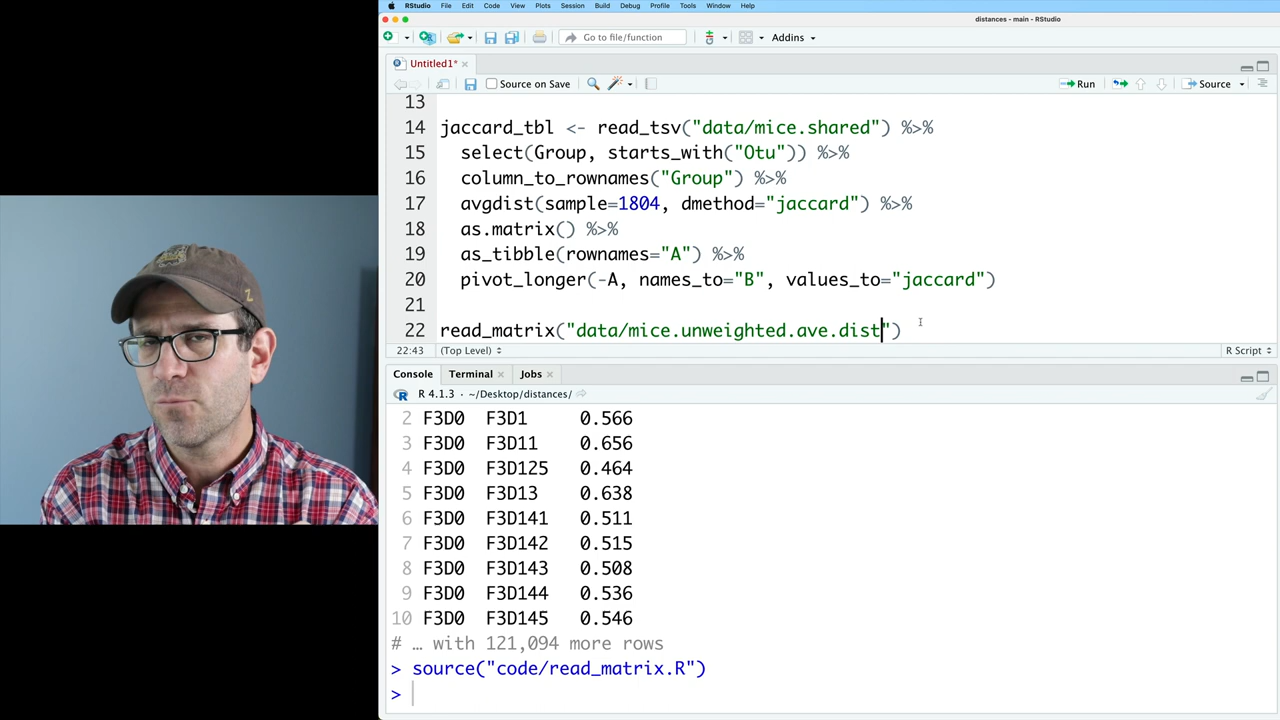 RStudio File Edit Code View Plots Session Build Debug Profile Tools Window Help
distances - main - RStudio
Go to file/function Addins
Untitled1*
Source on Save Run Source
13
14 jaccard_tbl <- read_tsv("data/mice.shared") %>%
15 select(Group, starts_with("Otu")) %>%
16 column_to_rownames("Group") %>%
17 avgdist(sample=1804, dmethod="jaccard") %>%
18 as.matrix() %>%
19 as_tibble(rownames="A") %>%
20 pivot_longer(-A, names_to="B", values_to="jaccard")
21
22 read_matrix("data/mice.unweighted.ave.dist")
22:43 (Top Level) R Script
Console Terminal Jobs
R 4.1.3 · ~/Desktop/distances/
2 F3D0 F3D1 0.566
3 F3D0 F3D11 0.656
4 F3D0 F3D125 0.464
5 F3D0 F3D13 0.638
6 F3D0 F3D141 0.511
7 F3D0 F3D142 0.515
8 F3D0 F3D143 0.508
9 F3D0 F3D144 0.536
10 F3D0 F3D145 0.546
# … with 121,094 more rows
> source("code/read_matrix.R")
>